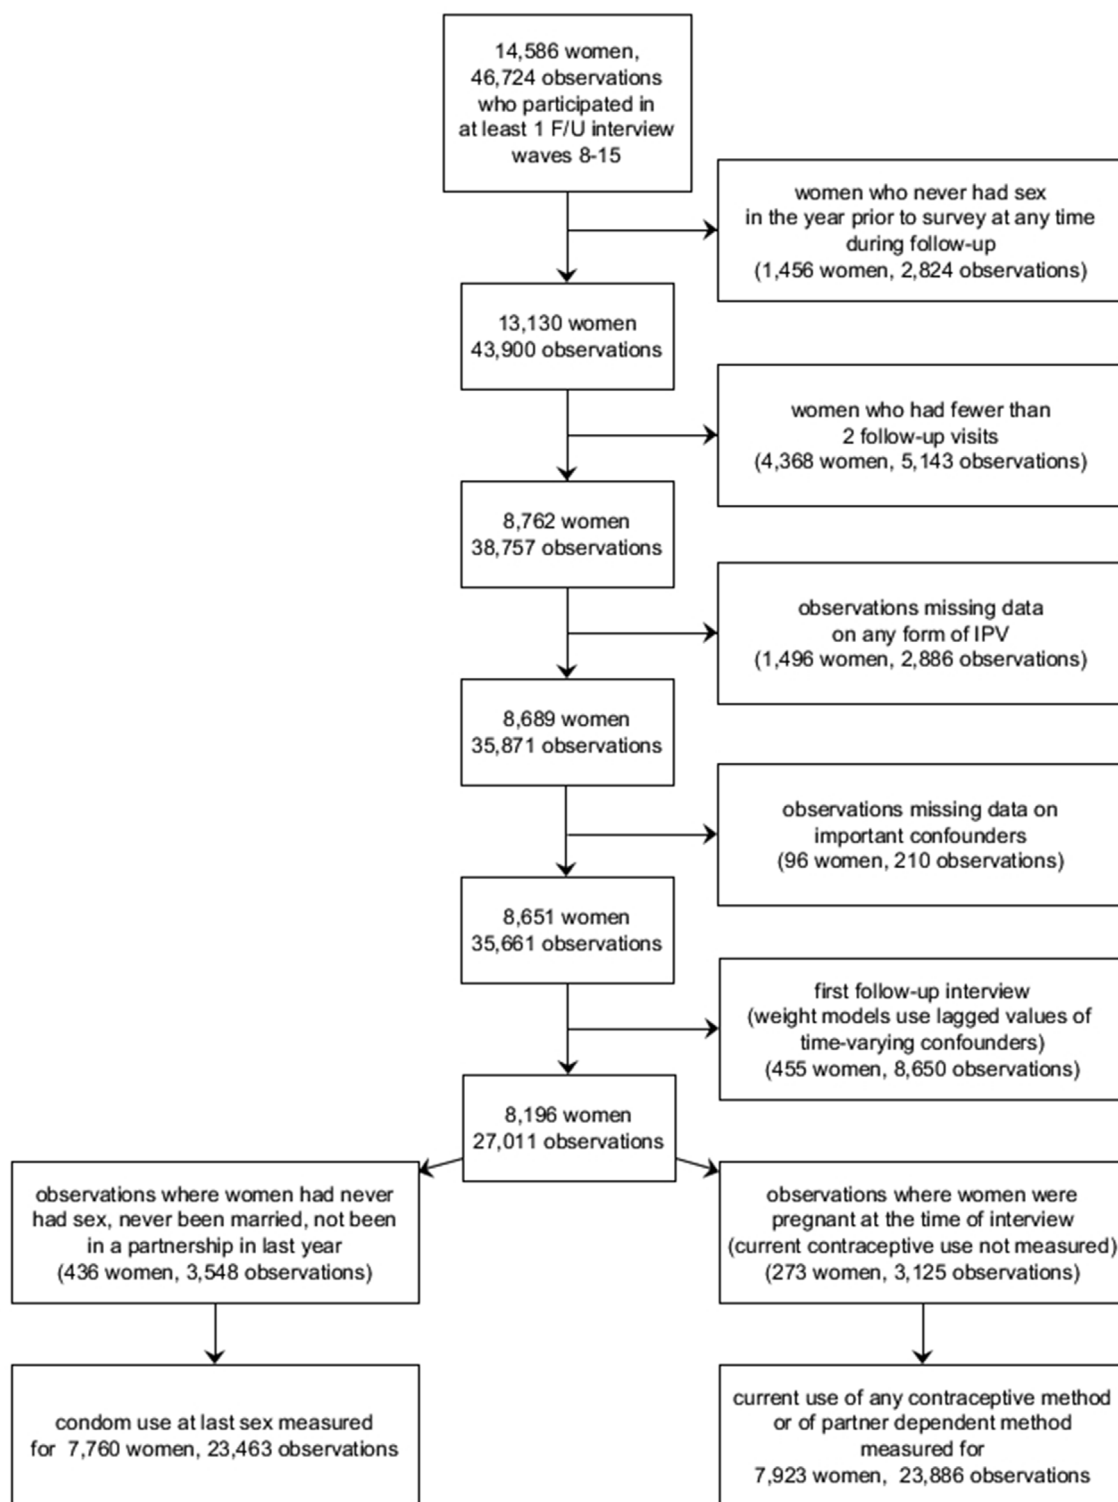 14,586 women,
46,724 observations
who participated in
at least 1 F/U interview
waves 8-15
women who never had sex
in the year prior to survey at any time
during follow-up
(1,456 women, 2,824 observations)
13,130 women
43,900 observations
women who had fewer than
2 follow-up visits
(4,368 women, 5,143 observations)
8,762 women
38,757 observations
observations missing data
on any form of IPV
(1,496 women, 2,886 observations)
8,689 women
35,871 observations
observations missing data on
important confounders
(96 women, 210 observations)
8,651 women
35,661 observations
first follow-up interview
(weight models use lagged values of
time-varying confounders)
(455 women, 8,650 observations)
8,196 women
27,011 observations
observations where women had never
had sex, never been married, not been
in a partnership in last year
(436 women, 3,548 observations)
observations where women were
pregnant at the time of interview
(current contraceptive use not measured)
(273 women, 3,125 observations)
condom use at last sex measured
for 7,760 women, 23,463 observations
current use of any contraceptive method
or of partner dependent method
measured for
7,923 women, 23,886 observations